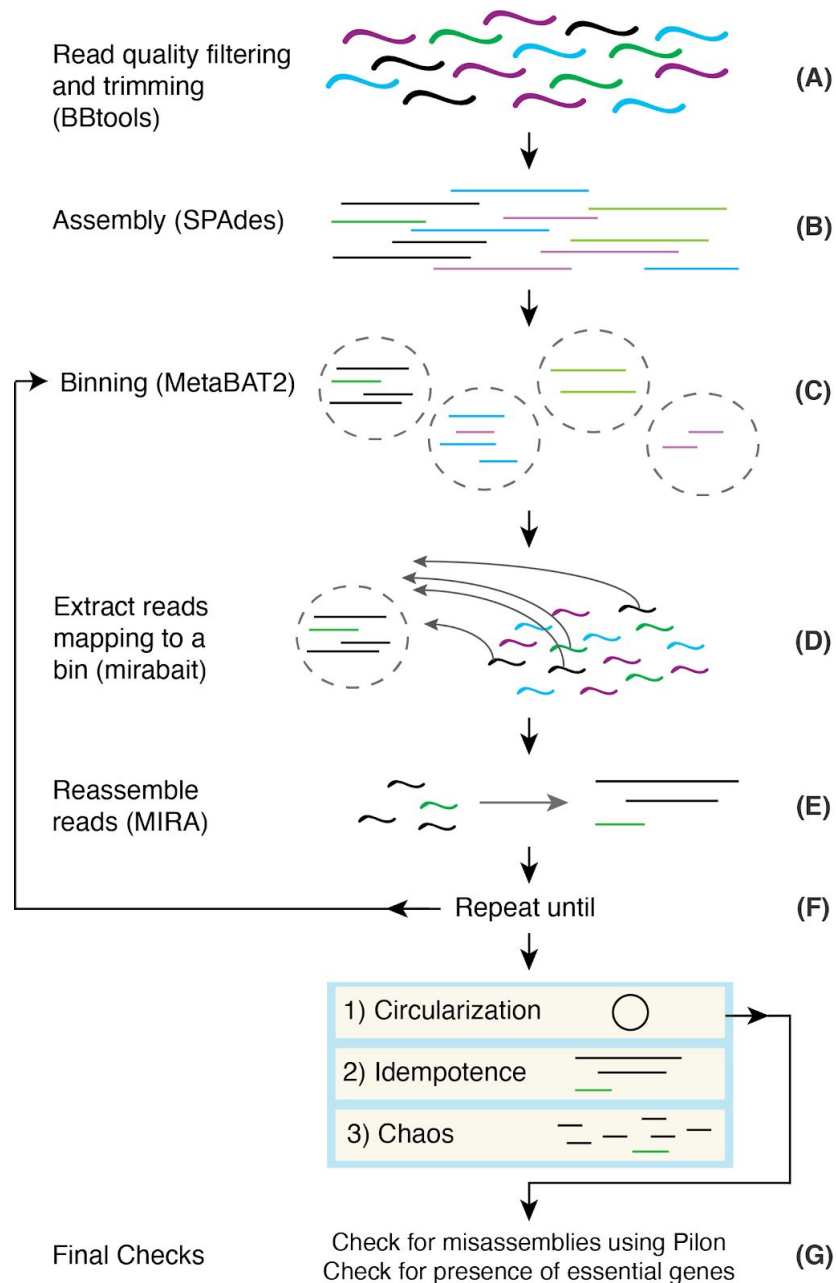 Read quality filtering
and trimming
(BBtools)
(A)
Assembly (SPAdes)
(B)
Binning (MetaBAT2)
(C)
Extract reads
mapping to a
bin (mirabait)
(D)
Reassemble
reads (MIRA)
(E)
Repeat until
(F)
1) Circularization
2) Idempotence
3) Chaos
Final Checks
Check for misassemblies using Pilon
Check for presence of essential genes
(G)